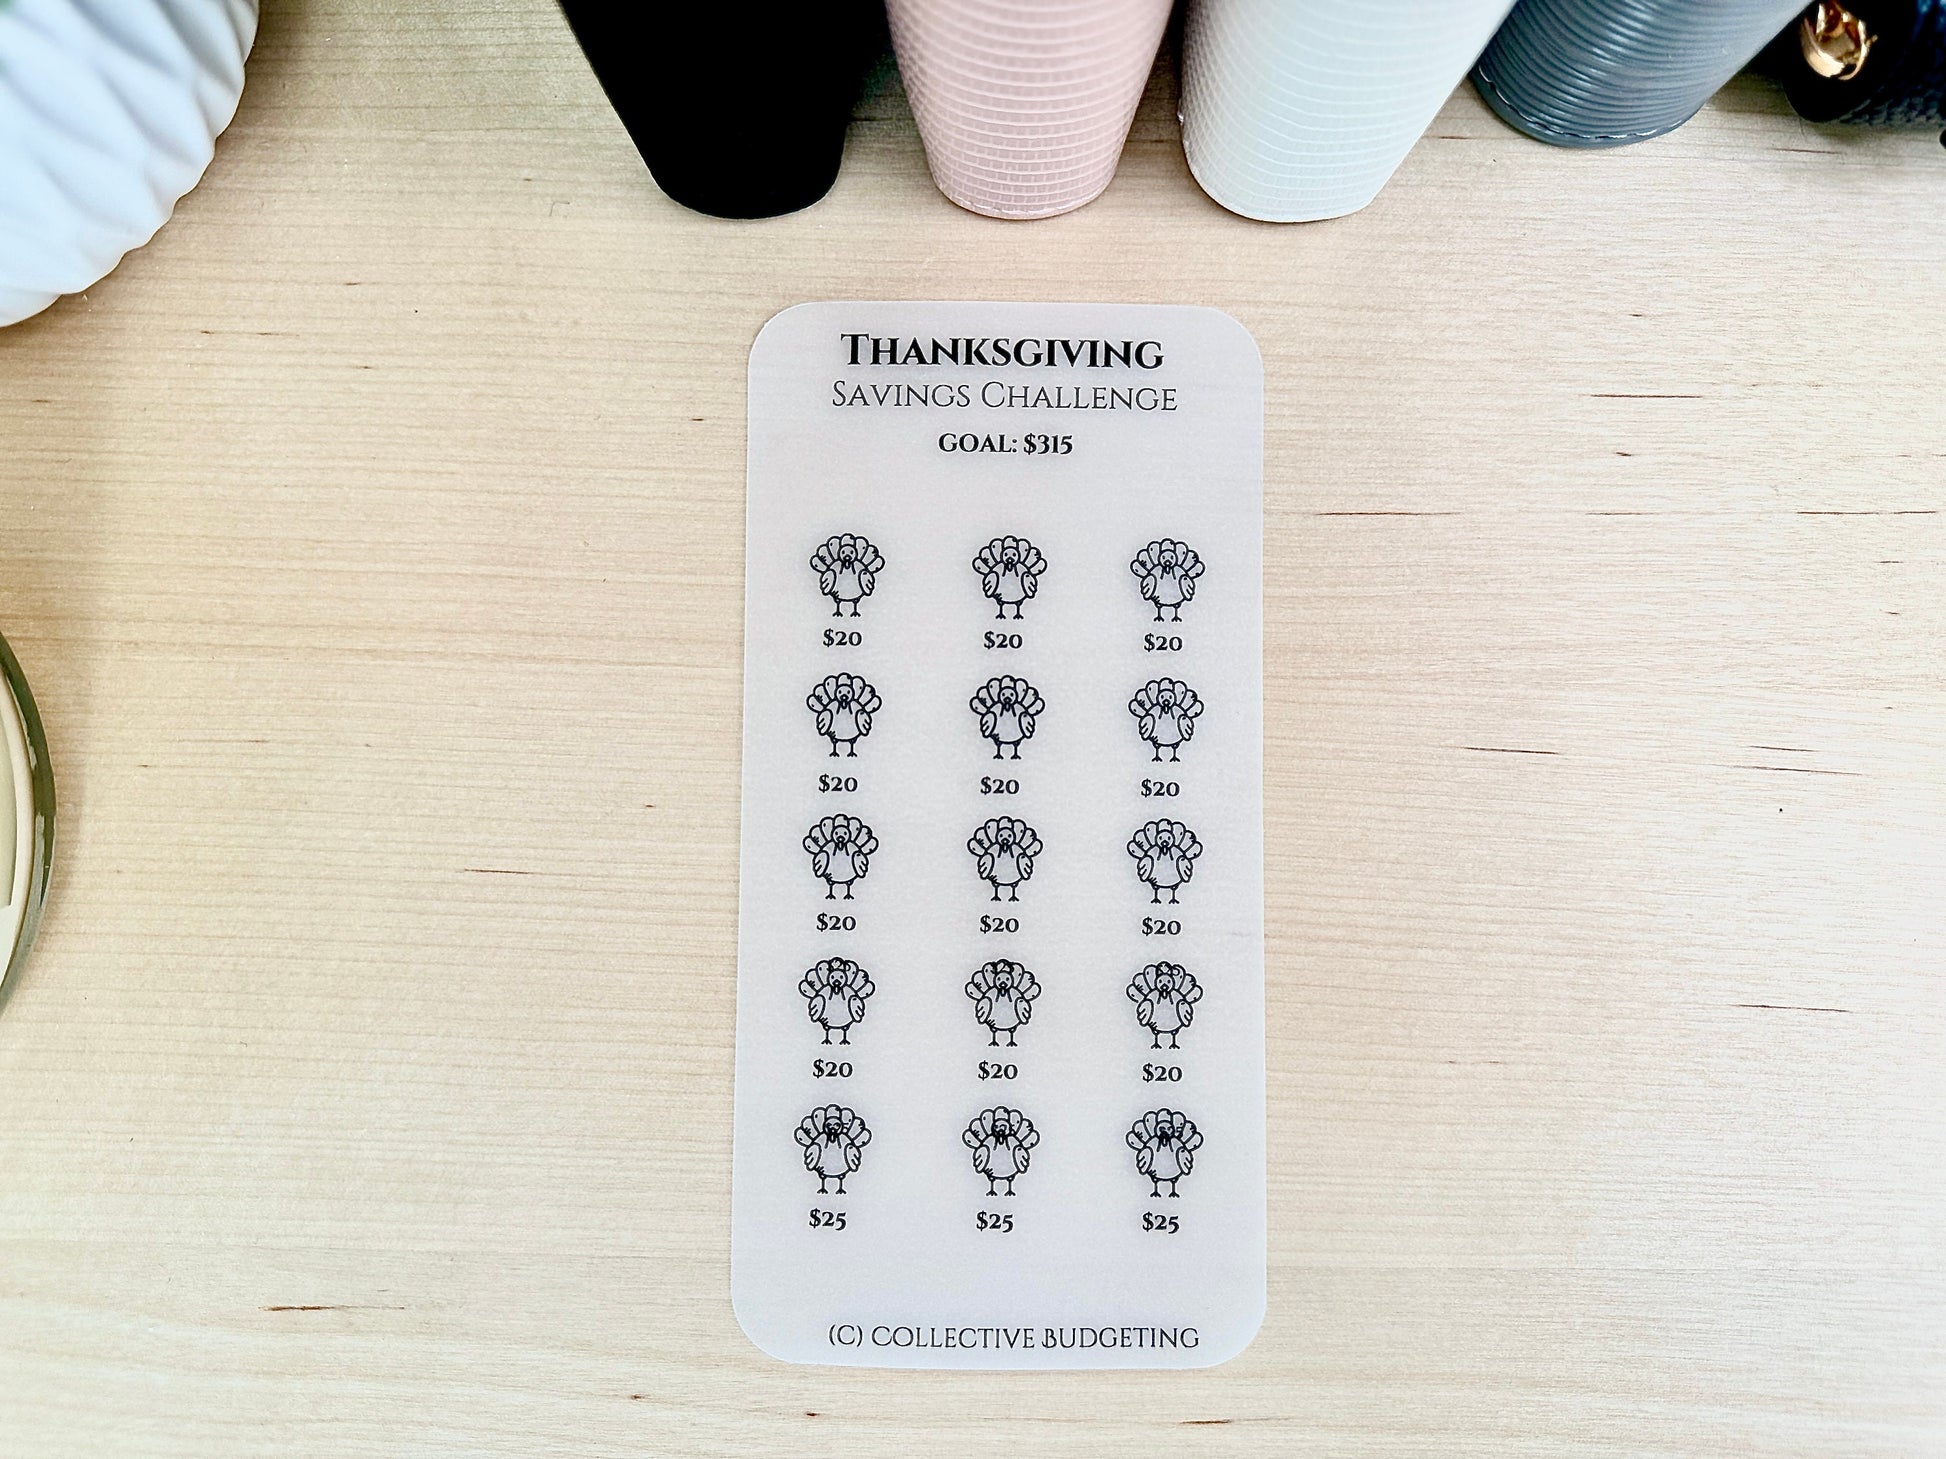 THANKSGIVING
SAVINGS CHALLENGE
GOAL: $315
$20 $20 $20
$20 $20 $20
$20 $20 $20
$20 $20 $20
$25 $25 $25
(C) COLLECTIVE BUDGETING